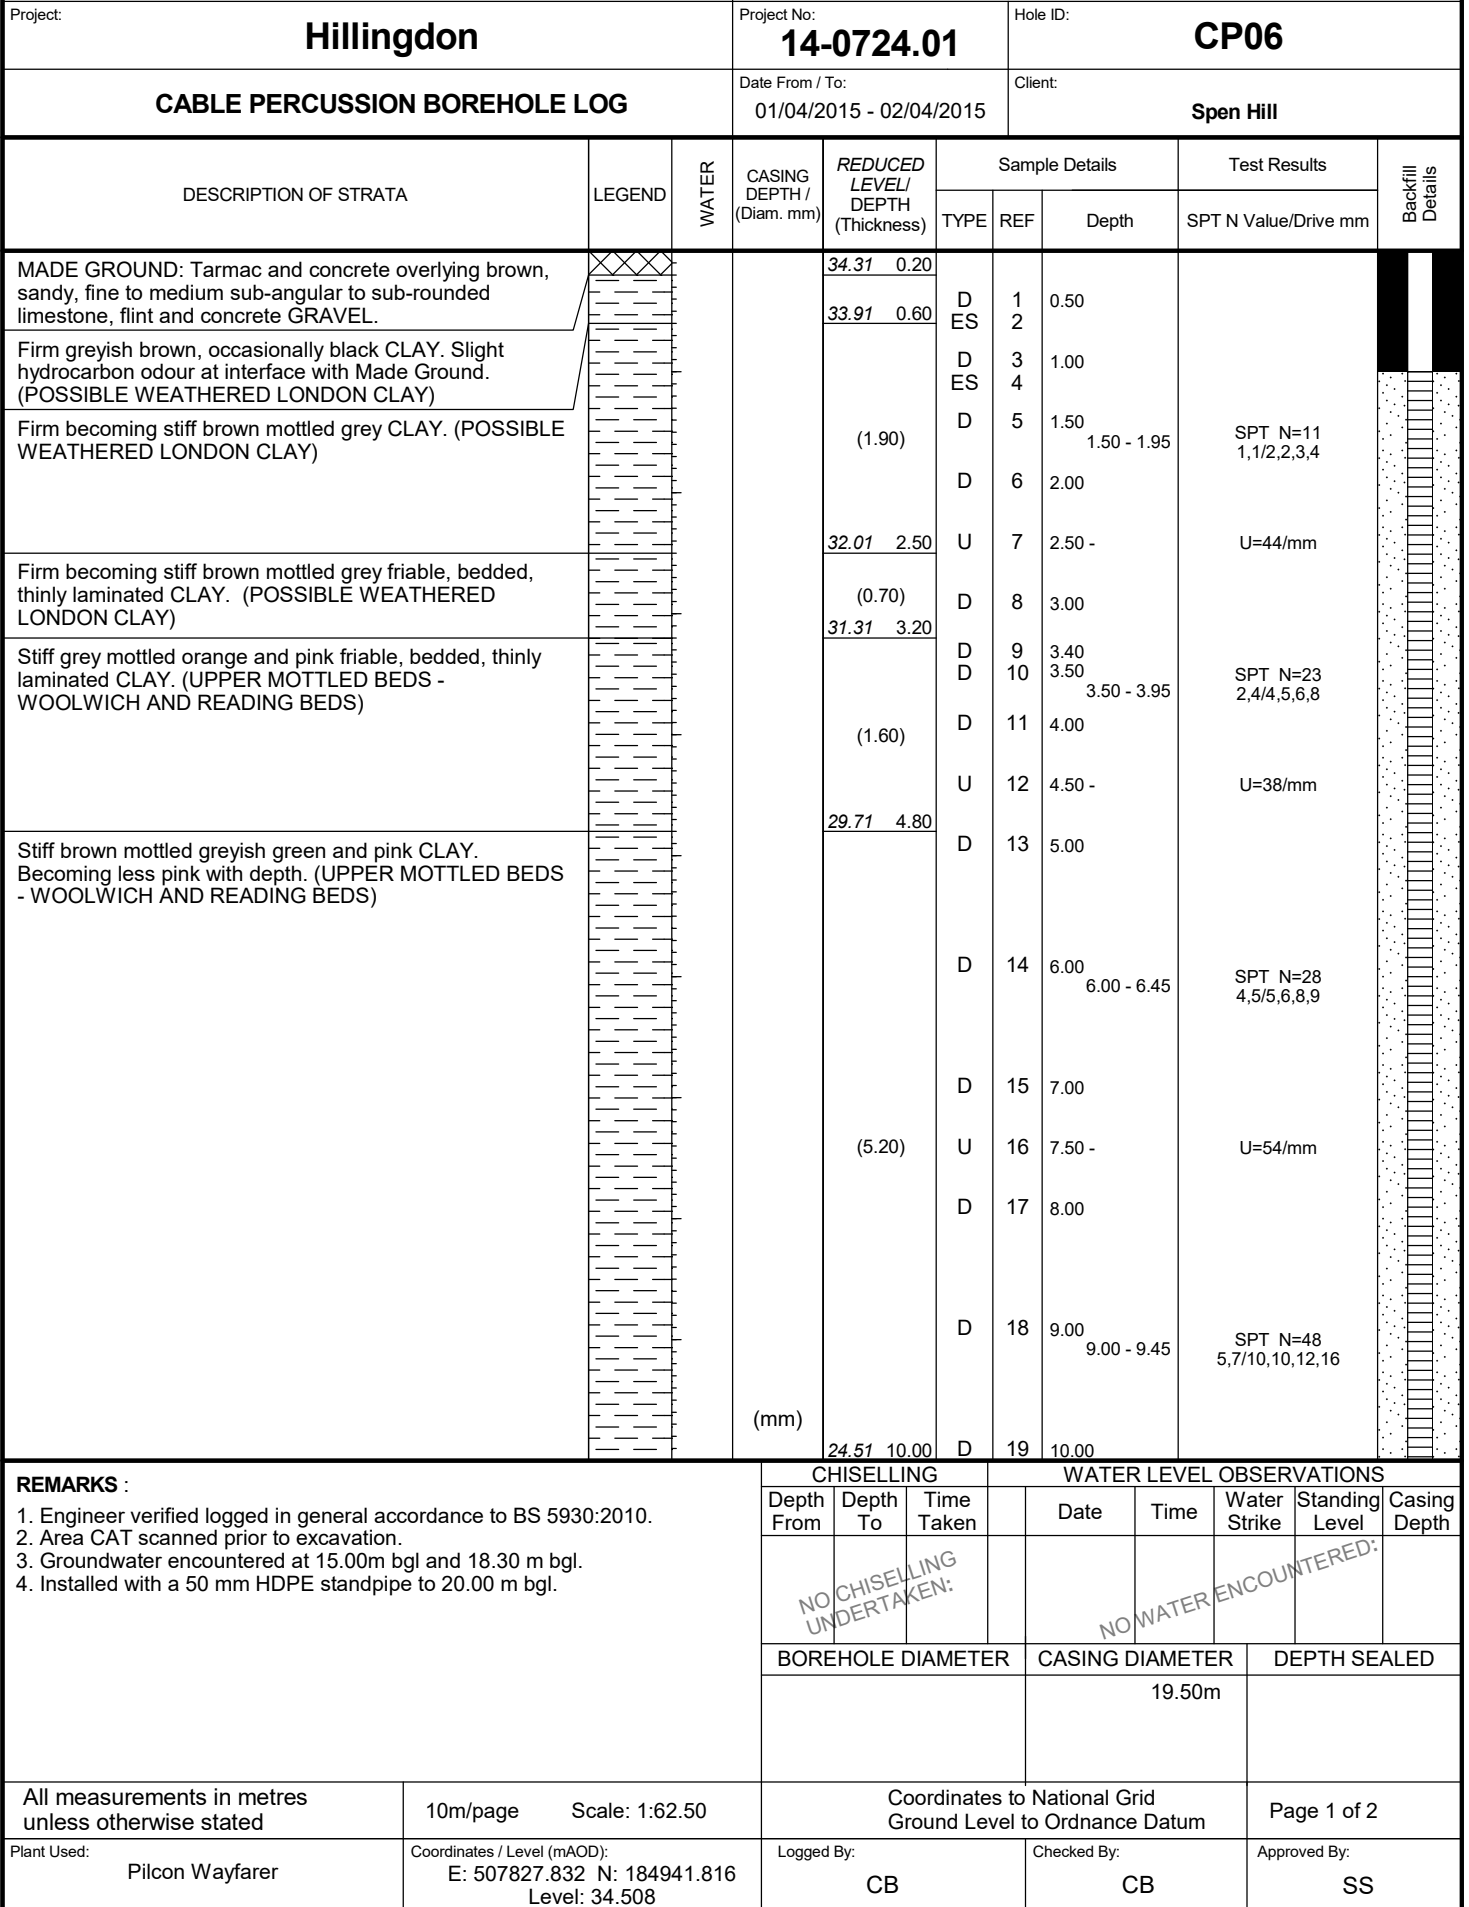 Project:
Hillingdon
Project No:
14-0724.01
Hole ID:
CP06
CABLE PERCUSSION BOREHOLE LOG
Date From / To:
01/04/2015 - 02/04/2015
Client:
Spen Hill
DESCRIPTION OF STRATA
LEGEND
WATER
CASING
DEPTH /
(Diam. mm)
REDUCED
LEVEL/
DEPTH
(Thickness)
Sample Details
TYPE REF Depth
Test Results
SPT N Value/Drive mm
Backfill
Details
MADE GROUND: Tarmac and concrete overlying brown,
sandy, fine to medium sub-angular to sub-rounded
limestone, flint and concrete GRAVEL.
34.31 0.20
D 1 0.50
33.91 0.60
ES 2
Firm greyish brown, occasionally black CLAY. Slight
hydrocarbon odour at interface with Made Ground.
(POSSIBLE WEATHERED LONDON CLAY)
D 3 1.00
ES 4
Firm becoming stiff brown mottled grey CLAY. (POSSIBLE
WEATHERED LONDON CLAY)
(1.90)
D 5 1.50
1.50 - 1.95
SPT N=11
1,1/2,2,3,4
D 6 2.00
32.01 2.50
U 7 2.50 -
U=44/mm
Firm becoming stiff brown mottled grey friable, bedded,
thinly laminated CLAY. (POSSIBLE WEATHERED
LONDON CLAY)
(0.70)
D 8 3.00
31.31 3.20
Stiff grey mottled orange and pink friable, bedded, thinly
laminated CLAY. (UPPER MOTTLED BEDS -
WOOLWICH AND READING BEDS)
D 9 3.40
D 10 3.50
3.50 - 3.95
SPT N=23
2,4/4,5,6,8
(1.60)
D 11 4.00
U 12 4.50 -
U=38/mm
29.71 4.80
Stiff brown mottled greyish green and pink CLAY.
Becoming less pink with depth. (UPPER MOTTLED BEDS
- WOOLWICH AND READING BEDS)
D 13 5.00
D 14 6.00
6.00 - 6.45
SPT N=28
4,5/5,6,8,9
D 15 7.00
(5.20)
U 16 7.50 -
U=54/mm
D 17 8.00
D 18 9.00
9.00 - 9.45
SPT N=48
5,7/10,10,12,16
(mm)
24.51 10.00
D 19 10.00
REMARKS :
1. Engineer verified logged in general accordance to BS 5930:2010.
2. Area CAT scanned prior to excavation.
3. Groundwater encountered at 15.00m bgl and 18.30 m bgl.
4. Installed with a 50 mm HDPE standpipe to 20.00 m bgl.
CHISELLING
Depth
From
Depth
To
Time
Taken
NO CHISELLING
UNDERTAKEN:
WATER LEVEL OBSERVATIONS
Date
Time
Water
Strike
Standing
Level
Casing
Depth
NO WATER ENCOUNTERED:
BOREHOLE DIAMETER
CASING DIAMETER
DEPTH SEALED
19.50m
All measurements in metres
unless otherwise stated
10m/page Scale: 1:62.50
Coordinates to National Grid
Ground Level to Ordnance Datum
Page 1 of 2
Plant Used:
Pilcon Wayfarer
Coordinates / Level (mAOD):
E: 507827.832 N: 184941.816
Level: 34.508
Logged By:
CB
Checked By:
CB
Approved By:
SS